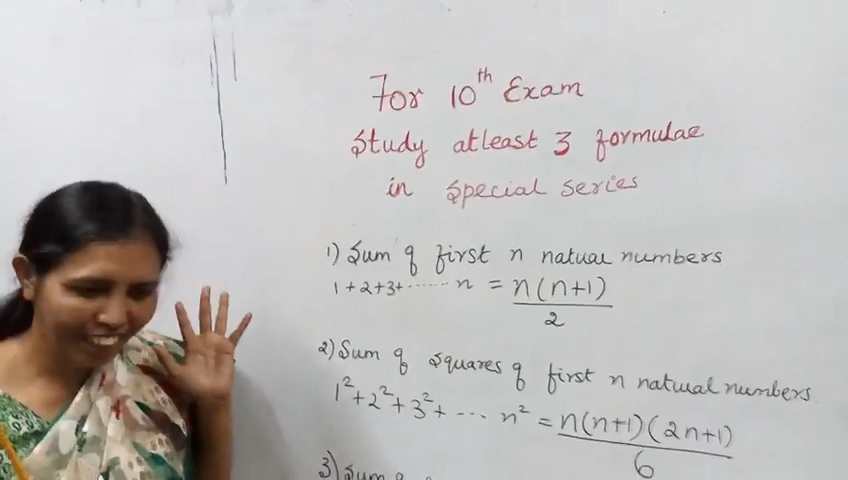 For 10th Exam
Study atleast 3 formulae
in special series
1) Sum of first n natual numbers
1+2+3+ ...... n = n(n+1)
2
2) Sum of squares of first n natural numbers
1²+2²+3²+ ... n² = n(n+1)(2n+1)
6
3) Sum